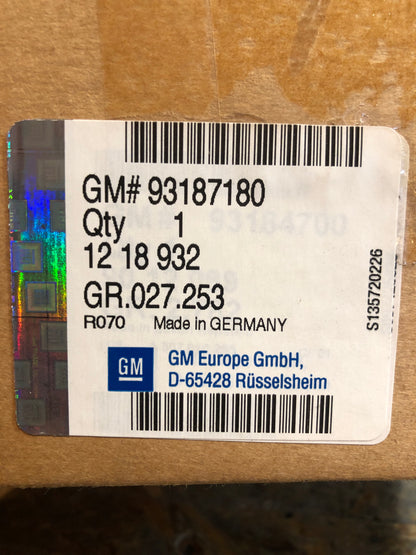 GM# 93187180
Qty 1
12 18 932
GR.027.253
R070 Made in GERMANY
GM
GM Europe GmbH,
D-65428 Rüsselsheim
S135720226